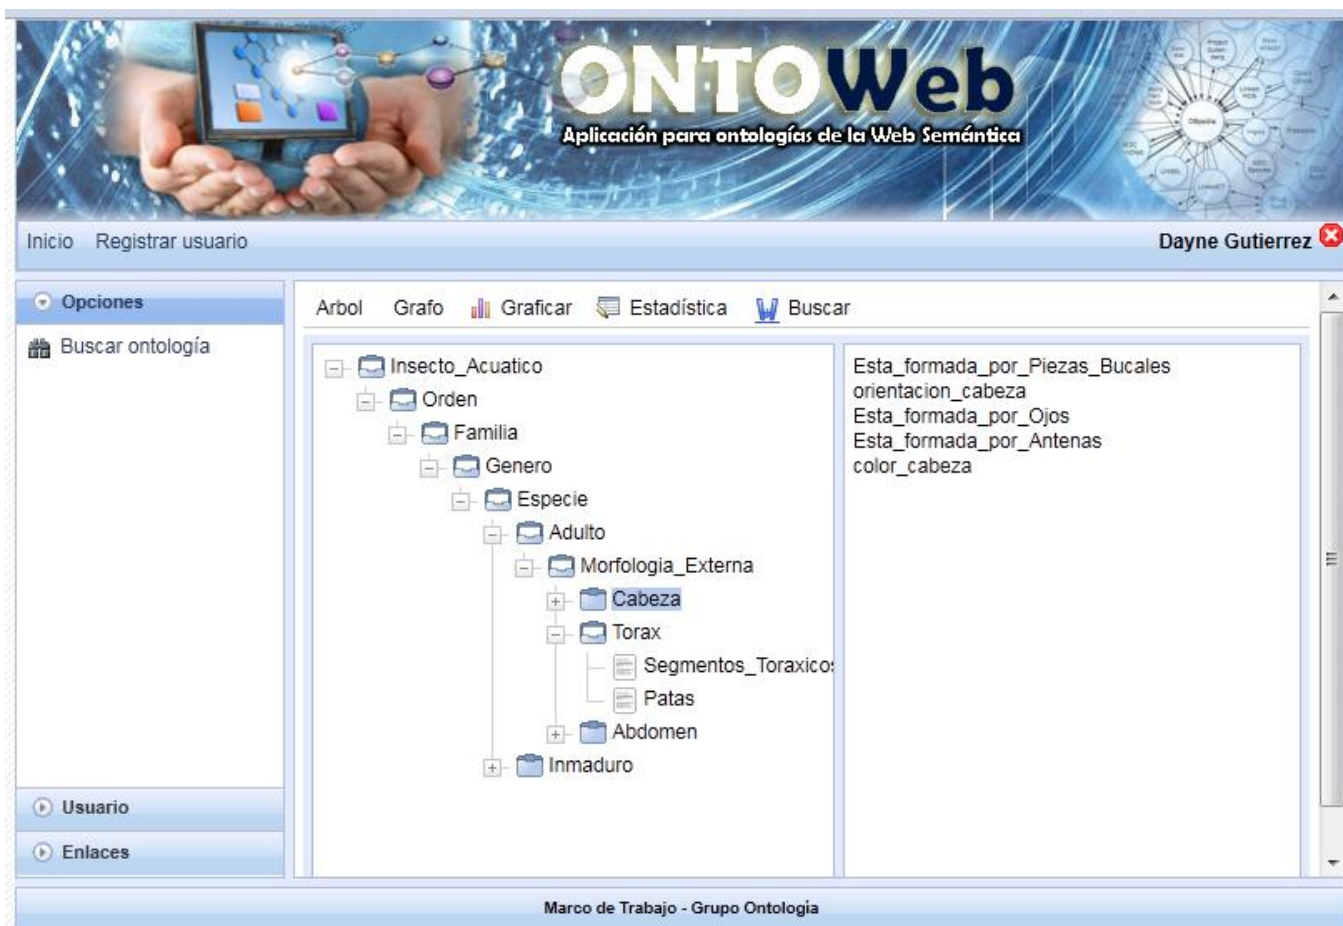 ONTOWeb
Aplicación para ontologías de la Web Semántica
Inicio Registrar usuario
Dayne Gutierrez
Opciones
Buscar ontología
Usuario
Enlaces
Arbol Grafo Graficar Estadística Buscar
Insecto_Acuatico
Orden
Familia
Genero
Especie
Adulto
Morfologia_Externa
Cabeza
Torax
Segmentos_Toraxico
Patas
Abdomen
Inmaduro
Esta_formada_por_Piezas_Bucales
orientacion_cabeza
Esta_formada_por_Ojos
Esta_formada_por_Antenas
color_cabeza
Marco de Trabajo - Grupo Ontología